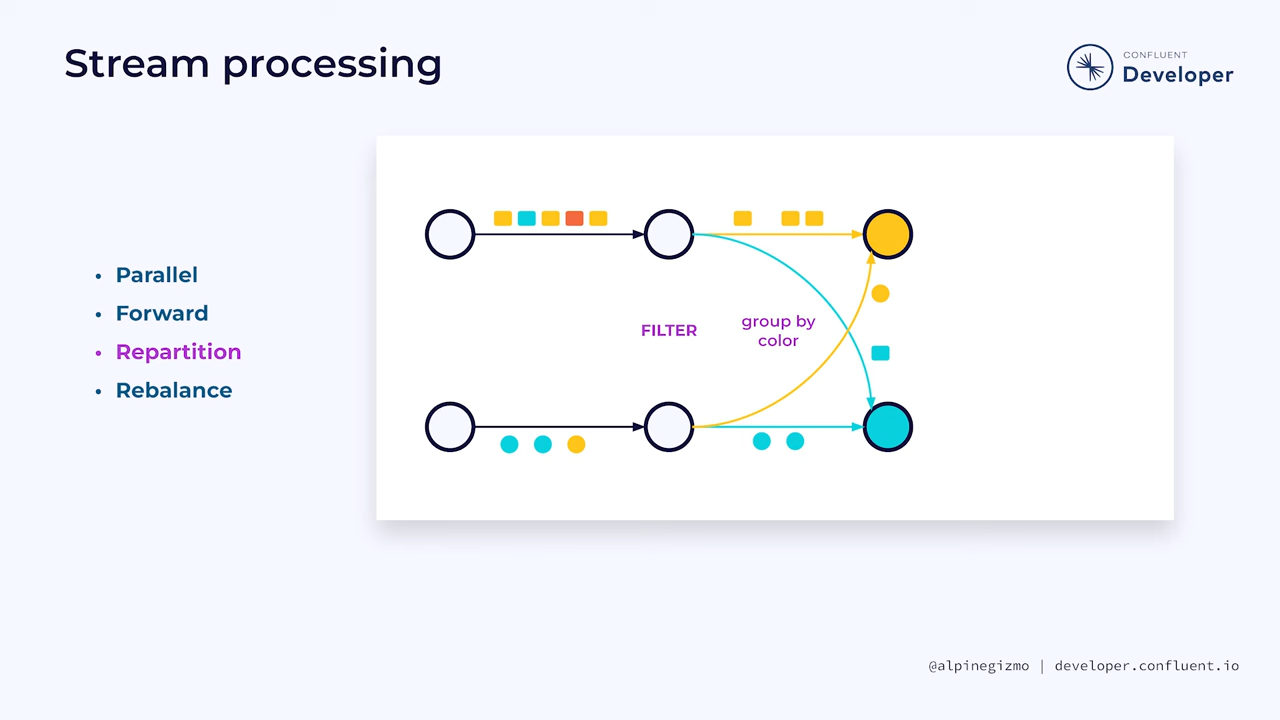 Stream processing
CONFLUENT
Developer
• Parallel
• Forward
• Repartition
• Rebalance
FILTER
group by
color
@alpinegizmo | developer.confluent.io